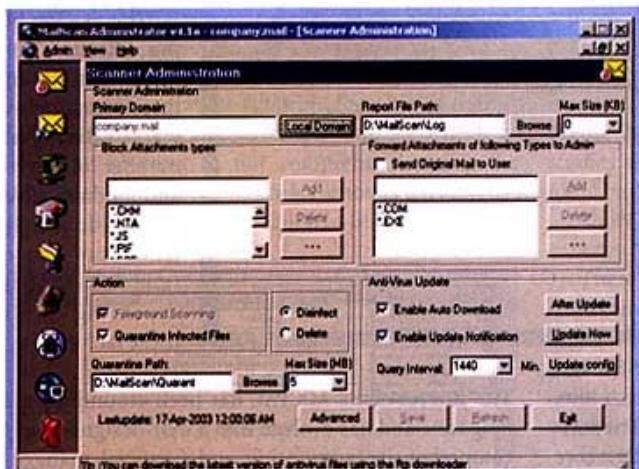 MailScan Administrator v4.1a - company.mail - [Scanner Administration]
Admin View Help
Scanner Administration
Scanner Administration
Primary Domain
company.mail
Local Domain
Report File Path:
D:\MailScan\Log
Browse
Max Size (KB)
0
Block Attachments types
Add
*.CHM
*.HTA
*.JS
*.PIF
Delete
...
Forward Attachments of following Types to Admin
Send Original Mail to User
Add
*.COM
*.EXE
Delete
...
Action
Foreground Scanning
Quarantine Infected Files
Disinfect
Delete
Quarantine Path:
D:\MailScan\Quarant
Browse
Max Size (MB)
5
Anti-Virus Update
Enable Auto Download
After Update
Enable Update Notification
Update Now
Query Interval:
1440
Min.
Update config
Lastupdate: 17-Apr-2003 12:00:06 AM
Advanced
Save
Refresh
Exit
Tip :You can download the latest version of antivirus files using the ftp downloader